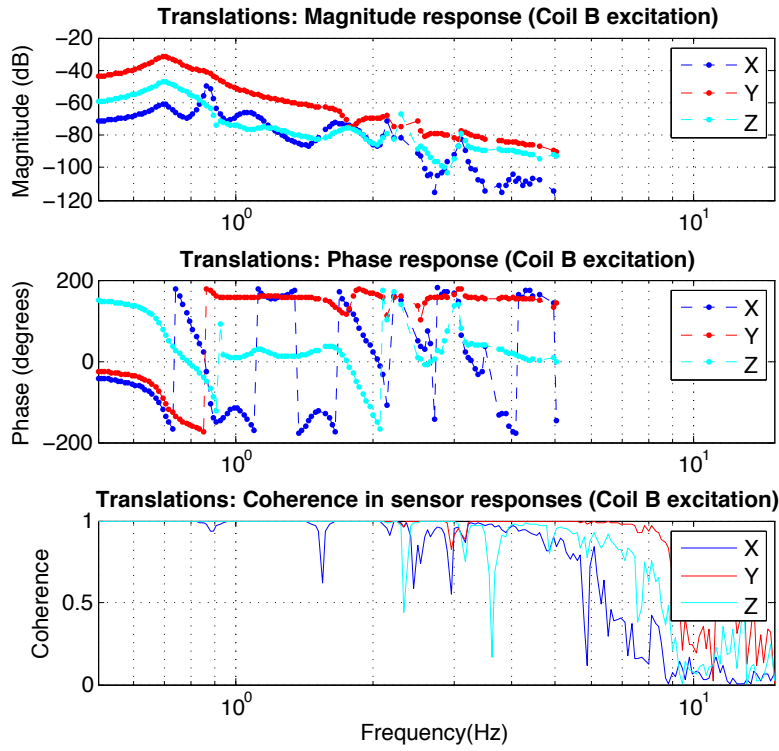 Translations: Magnitude response (Coil B excitation)
Magnitude (dB)
−20
−40
−60
−80
−100
−120
X
Y
Z
10⁰
10¹
Translations: Phase response (Coil B excitation)
Phase (degrees)
200
0
−200
X
Y
Z
10⁰
10¹
Translations: Coherence in sensor responses (Coil B excitation)
Coherence
1
0.5
0
X
Y
Z
10⁰
10¹
Frequency(Hz)